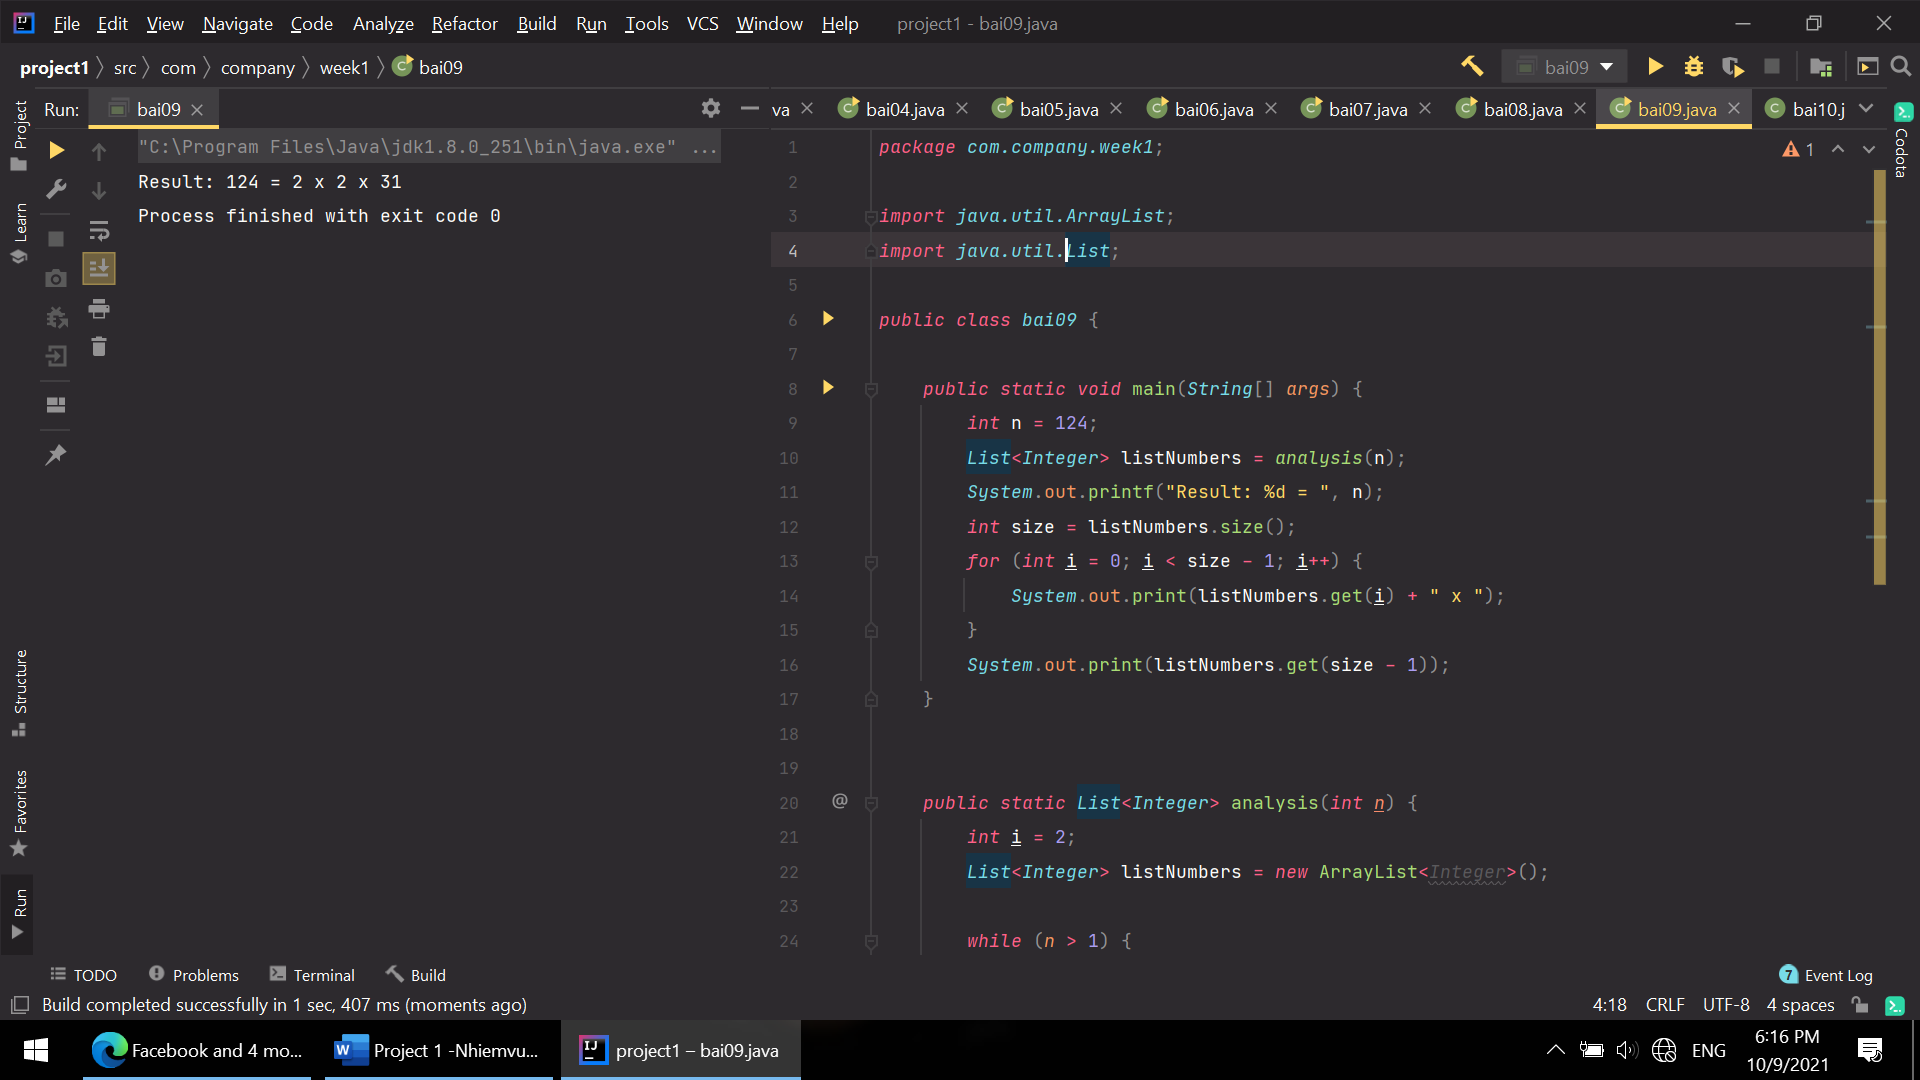 File Edit View Navigate Code Analyze Refactor Build Run Tools VCS Window Help project1 - bai09.java
project1 src com company week1 bai09
bai09
Run: bai09
va bai04.java bai05.java bai06.java bai07.java bai08.java bai09.java bai10.j
Project
Learn
Structure
Favorites
Run
"C:\Program Files\Java\jdk1.8.0_251\bin\java.exe" ...
Result: 124 = 2 x 2 x 31
Process finished with exit code 0
1 package com.company.week1;
2
3 import java.util.ArrayList;
4 import java.util.List;
5
6 public class bai09 {
7
8 public static void main(String[] args) {
9 int n = 124;
10 List<Integer> listNumbers = analysis(n);
11 System.out.printf("Result: %d = ", n);
12 int size = listNumbers.size();
13 for (int i = 0; i < size - 1; i++) {
14 System.out.print(listNumbers.get(i) + " x ");
15 }
16 System.out.print(listNumbers.get(size - 1));
17 }
18
19
20 @ public static List<Integer> analysis(int n) {
21 int i = 2;
22 List<Integer> listNumbers = new ArrayList<Integer>();
23
24 while (n > 1) {
1
Codota
TODO Problems Terminal Build
7 Event Log
Build completed successfully in 1 sec, 407 ms (moments ago)
4:18 CRLF UTF-8 4 spaces
Facebook and 4 mo...
Project 1 -Nhiemvu...
project1 – bai09.java
ENG
6:16 PM
10/9/2021